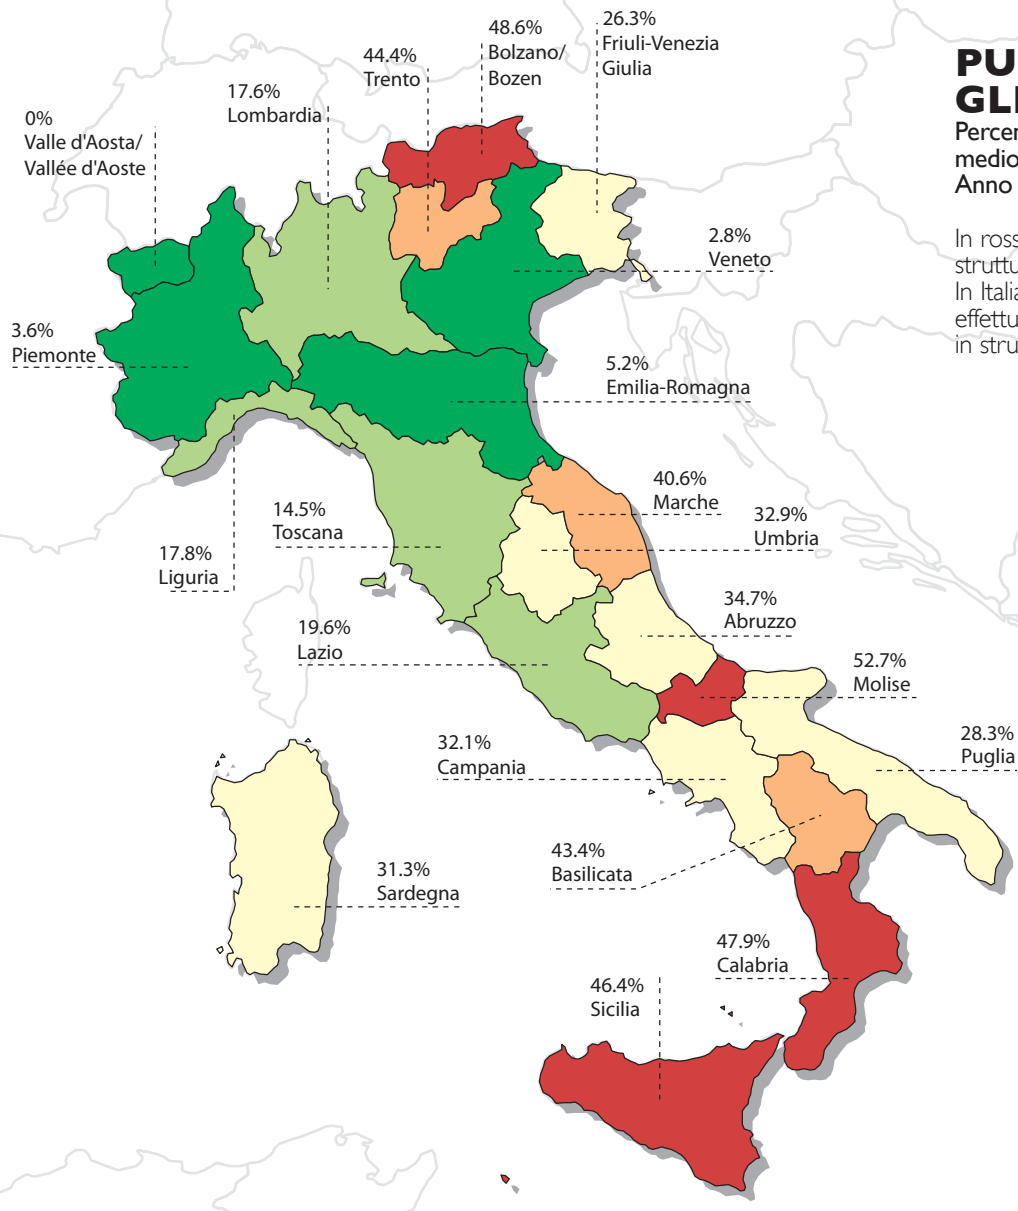 48.6%
Bolzano/
Bozen
26.3%
Friuli-Venezia
Giulia
44.4%
Trento
17.6%
Lombardia
0%
Valle d'Aosta/
Vallée d'Aoste
2.8%
Veneto
3.6%
Piemonte
5.2%
Emilia-Romagna
40.6%
Marche
32.9%
Umbria
14.5%
Toscana
17.8%
Liguria
34.7%
Abruzzo
19.6%
Lazio
52.7%
Molise
28.3%
Puglia
32.1%
Campania
43.4%
Basilicata
31.3%
Sardegna
47.9%
Calabria
46.4%
Sicilia
PU
GLI
Percen
medio
Anno
In ross
struttu
In Italia
effettu
in stru